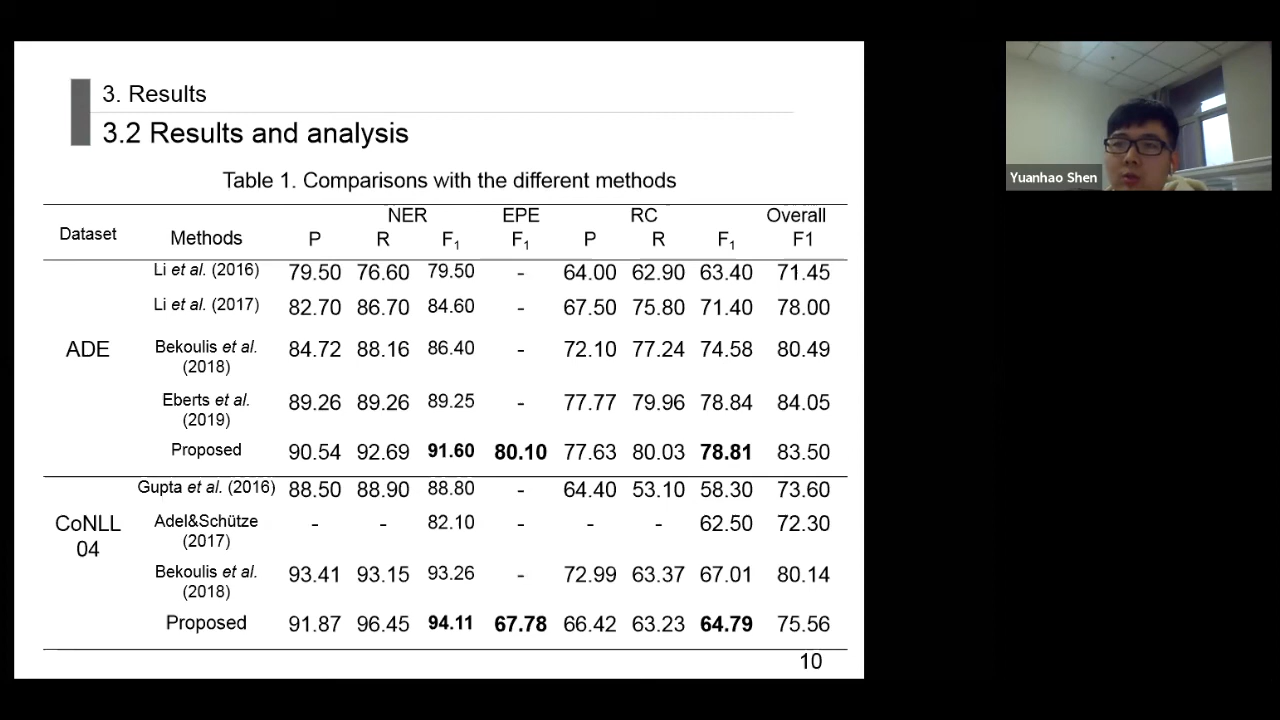 3. Results
3.2 Results and analysis
Table 1. Comparisons with the different methods
Dataset Methods NER EPE RC Overall
P R F1 F1 P R F1 F1
ADE
Li et al. (2016) 79.50 76.60 79.50 - 64.00 62.90 63.40 71.45
Li et al. (2017) 82.70 86.70 84.60 - 67.50 75.80 71.40 78.00
Bekoulis et al. (2018) 84.72 88.16 86.40 - 72.10 77.24 74.58 80.49
Eberts et al. (2019) 89.26 89.26 89.25 - 77.77 79.96 78.84 84.05
Proposed 90.54 92.69 91.60 80.10 77.63 80.03 78.81 83.50
CoNLL 04
Gupta et al. (2016) 88.50 88.90 88.80 - 64.40 53.10 58.30 73.60
Adel&Schütze (2017) - - 82.10 - - - 62.50 72.30
Bekoulis et al. (2018) 93.41 93.15 93.26 - 72.99 63.37 67.01 80.14
Proposed 91.87 96.45 94.11 67.78 66.42 63.23 64.79 75.56
10
Yuanhao Shen